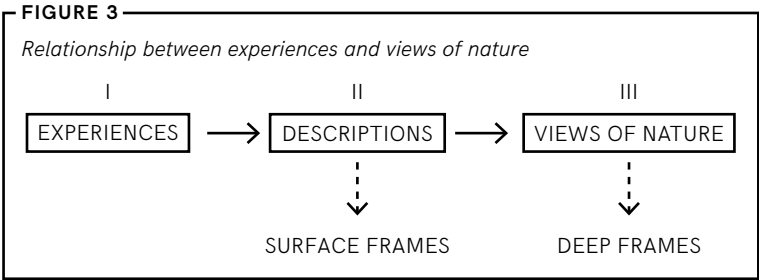 FIGURE 3
Relationship between experiences and views of nature
I II III
EXPERIENCES DESCRIPTIONS VIEWS OF NATURE
SURFACE FRAMES DEEP FRAMES